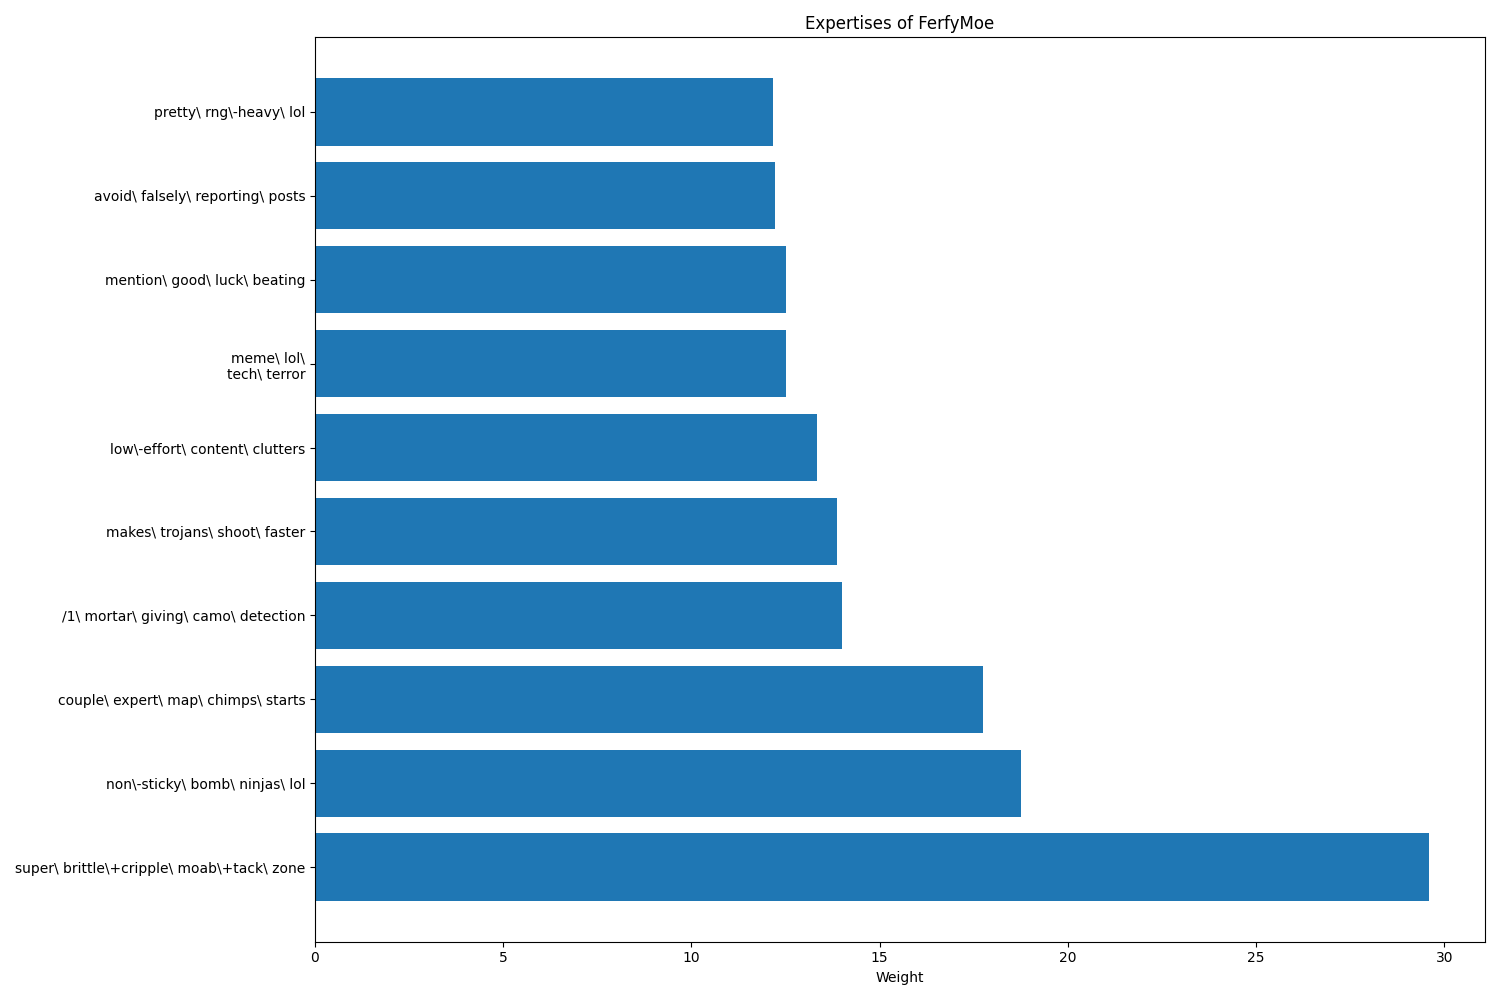 Expertises of FerfyMoe
pretty\ rng\-heavy\ lol
avoid\ falsely\ reporting\ posts
mention\ good\ luck\ beating
meme\ lol\
tech\ terror
low\-effort\ content\ clutters
makes\ trojans\ shoot\ faster
/1\ mortar\ giving\ camo\ detection
couple\ expert\ map\ chimps\ starts
non\-sticky\ bomb\ ninjas\ lol
super\ brittle\+cripple\ moab\+tack\ zone
0 5 10 15 20 25 30
Weight